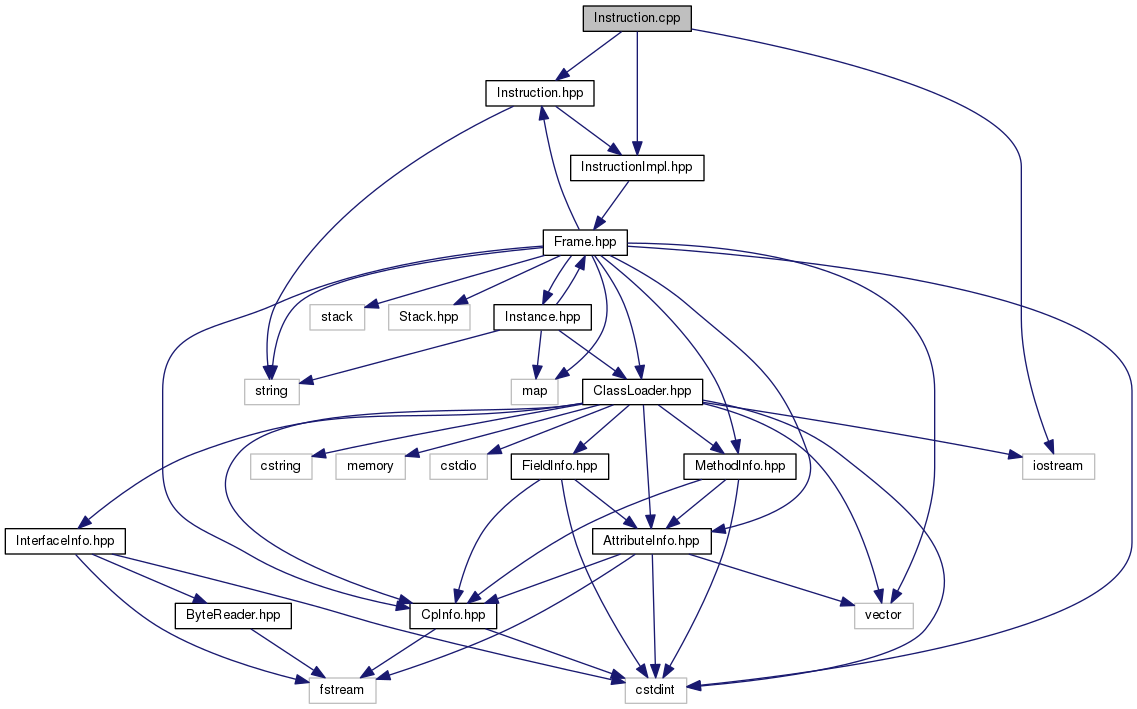 Instruction.cpp
Instruction.hpp
InstructionImpl.hpp
Frame.hpp
stack
Stack.hpp
Instance.hpp
string
map
ClassLoader.hpp
cstring
memory
cstdio
FieldInfo.hpp
MethodInfo.hpp
iostream
InterfaceInfo.hpp
AttributeInfo.hpp
ByteReader.hpp
CpInfo.hpp
vector
fstream
cstdint